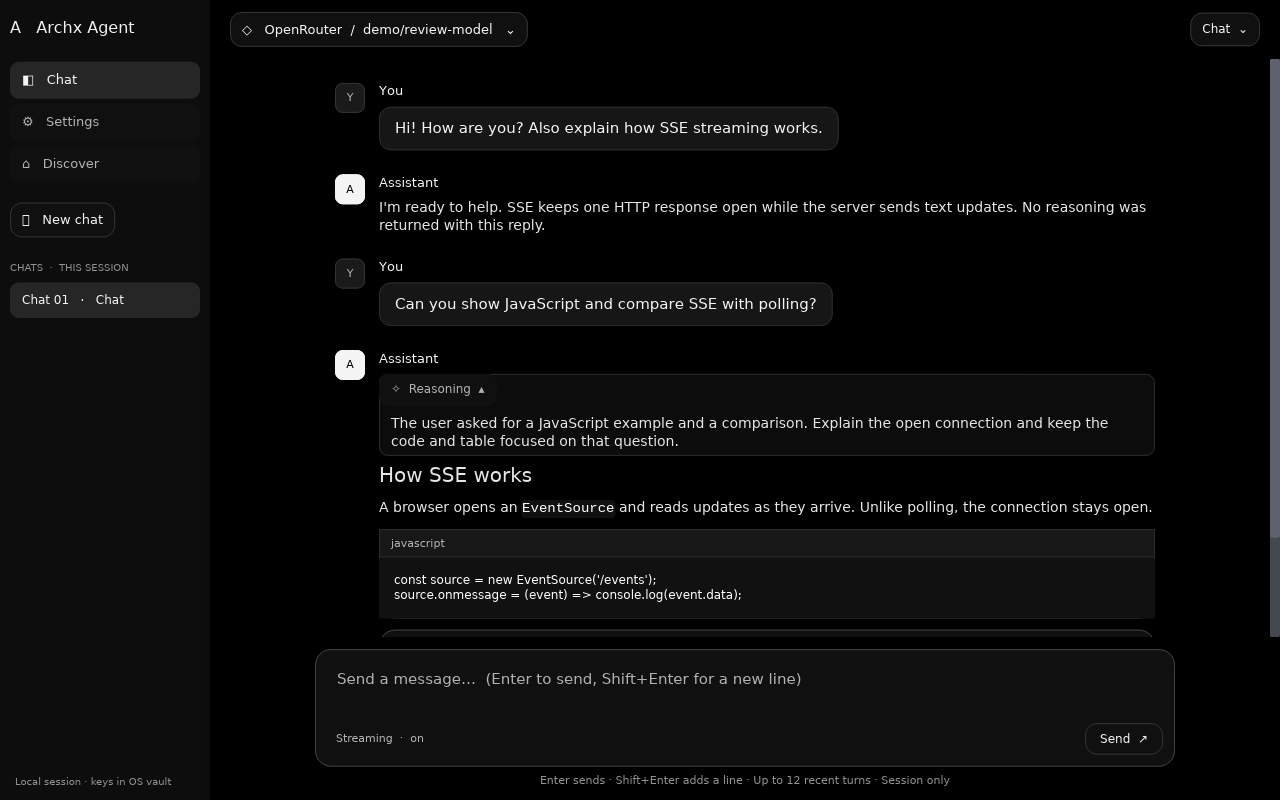 A Archx Agent
Chat
Settings
Discover
New chat
CHATS · THIS SESSION
Chat 01 · Chat
Local session · keys in OS vault
OpenRouter / demo/review-model
Chat
Y
You
Hi! How are you? Also explain how SSE streaming works.
A
Assistant
I'm ready to help. SSE keeps one HTTP response open while the server sends text updates. No reasoning was
returned with this reply.
Y
You
Can you show JavaScript and compare SSE with polling?
A
Assistant
Reasoning
The user asked for a JavaScript example and a comparison. Explain the open connection and keep the
code and table focused on that question.
How SSE works
A browser opens an EventSource and reads updates as they arrive. Unlike polling, the connection stays open.
javascript
const source = new EventSource('/events');
source.onmessage = (event) => console.log(event.data);
Send a message... (Enter to send, Shift+Enter for a new line)
Streaming · on
Send ↗
Enter sends · Shift+Enter adds a line · Up to 12 recent turns · Session only